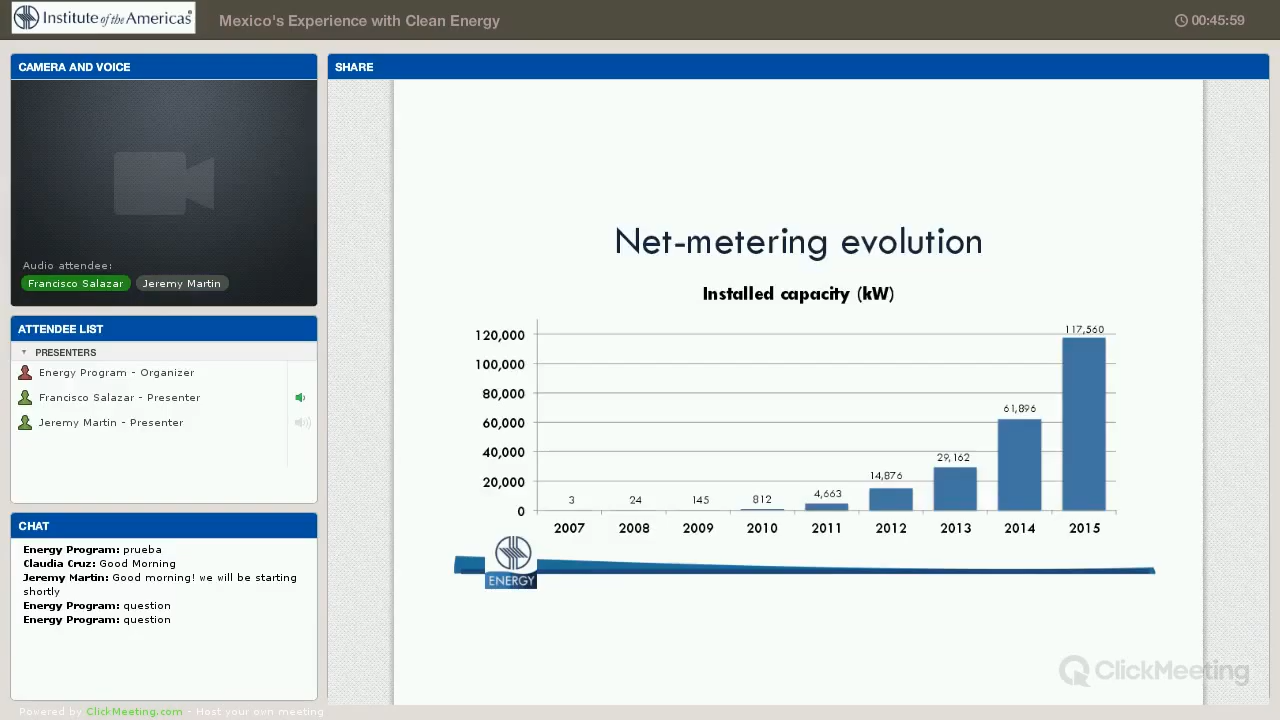 Institute of the Americas
Mexico's Experience with Clean Energy
00:45:59
CAMERA AND VOICE
Audio attendee:
Francisco Salazar
Jeremy Martin
ATTENDEE LIST
PRESENTERS
Energy Program - Organizer
Francisco Salazar - Presenter
Jeremy Martin - Presenter
CHAT
Energy Program: prueba
Claudia Cruz: Good Morning
Jeremy Martin: Good morning! we will be starting
shortly
Energy Program: question
Energy Program: question
Powered by ClickMeeting.com - Host your own meeting
SHARE
Net-metering evolution
Installed capacity (kW)
120,000
100,000
80,000
60,000
40,000
20,000
0
3
24
145
812
4,663
14,876
29,162
61,896
117,560
2007
2008
2009
2010
2011
2012
2013
2014
2015
ENERGY
ClickMeeting